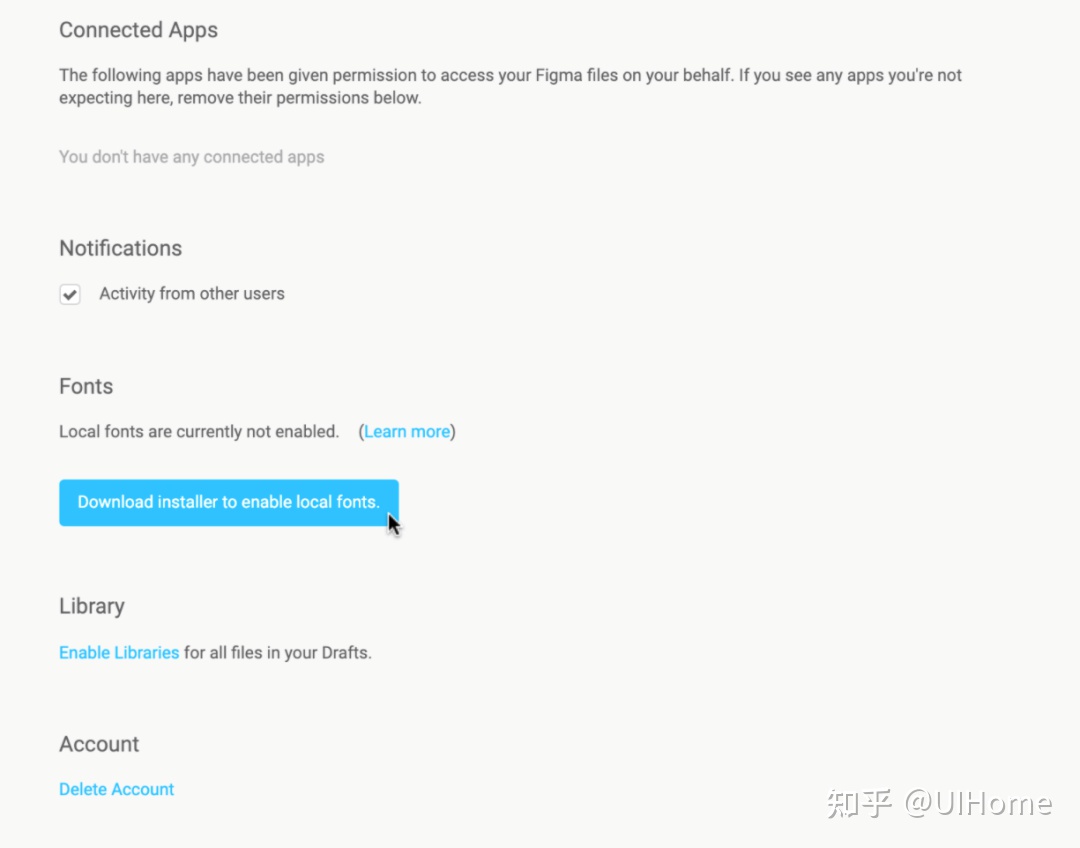 Connected Apps
The following apps have been given permission to access your Figma files on your behalf. If you see any apps you're not
expecting here, remove their permissions below.
You don't have any connected apps
Notifications
Activity from other users
Fonts
Local fonts are currently not enabled. (Learn more)
Download installer to enable local fonts.
Library
Enable Libraries for all files in your Drafts.
Account
Delete Account
知乎 @UIHome